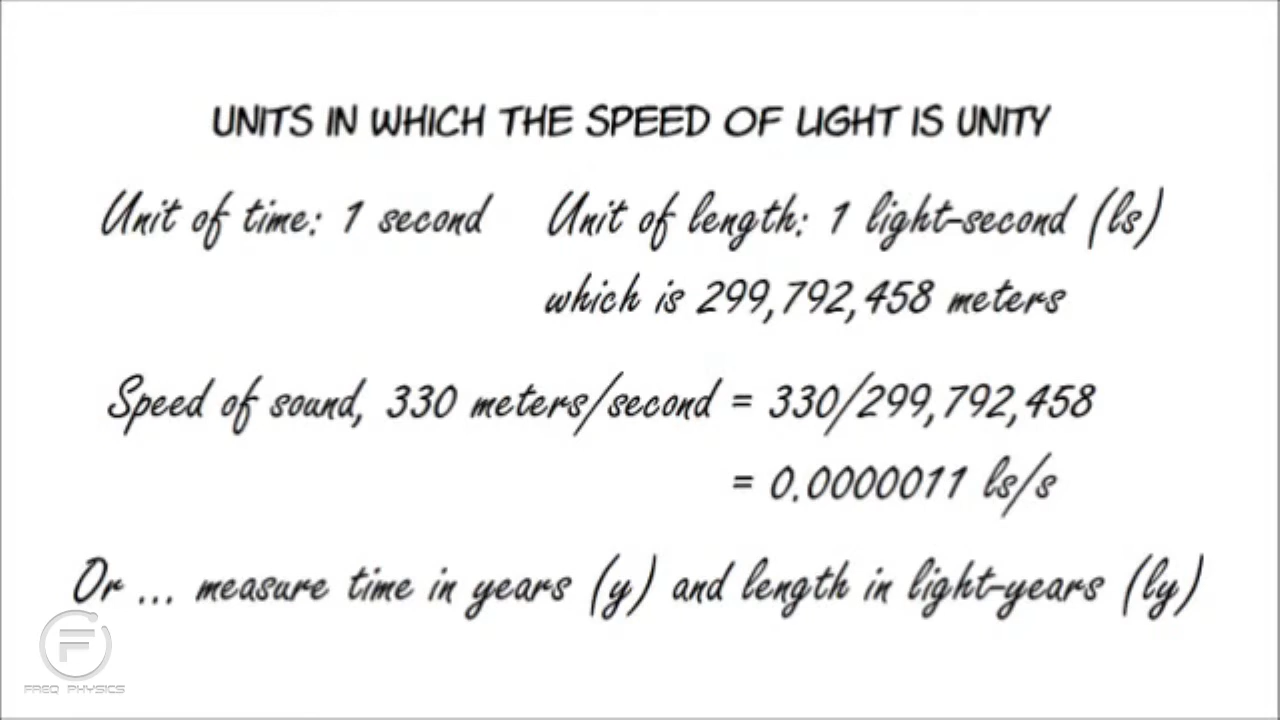 UNITS IN WHICH THE SPEED OF LIGHT IS UNITY
Unit of time: 1 second Unit of length: 1 light-second (ls)
which is 299,792,458 meters
Speed of sound, 330 meters/second = 330/299,792,458
= 0.0000011 ls/s
Or ... measure time in years (y) and length in light-years (ly)
F
FREQ PHYSICS